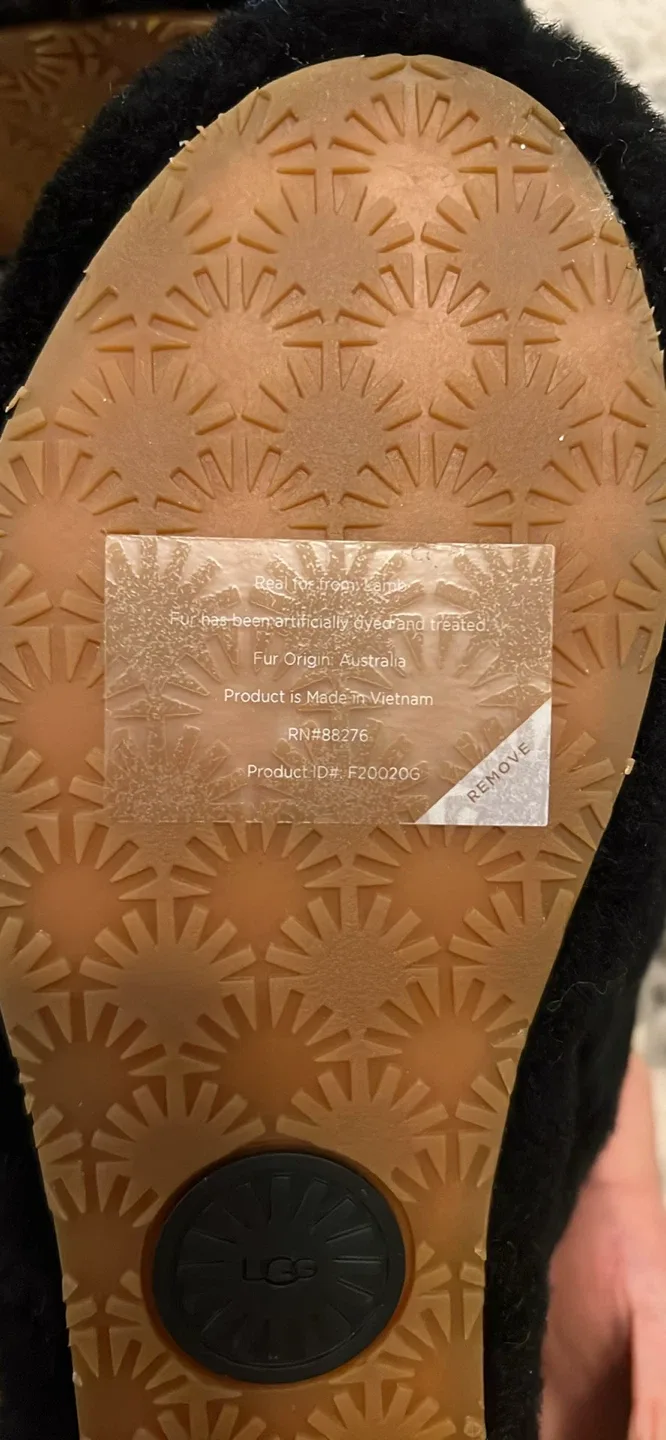 Real fur from: Lamb
Fur has been artificially dyed and treated.
Fur Origin: Australia
Product is Made in Vietnam
RN#88276
Product ID#: F20020G
REMOVE
UGG